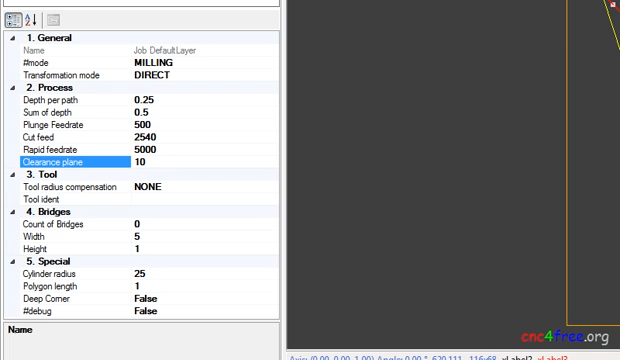 1. General
Name Job DefaultLayer
#mode MILLING
Transformation mode DIRECT
2. Process
Depth per path 0.25
Sum of depth 0.5
Plunge Feedrate 500
Cut feed 2540
Rapid feedrate 5000
Clearance plane 10
3. Tool
Tool radius compensation NONE
Tool ident
4. Bridges
Count of Bridges 0
Width 5
Height 1
5. Special
Cylinder radius 25
Polygon length 1
Deep Corner False
#debug False
Name
cnc4free.org